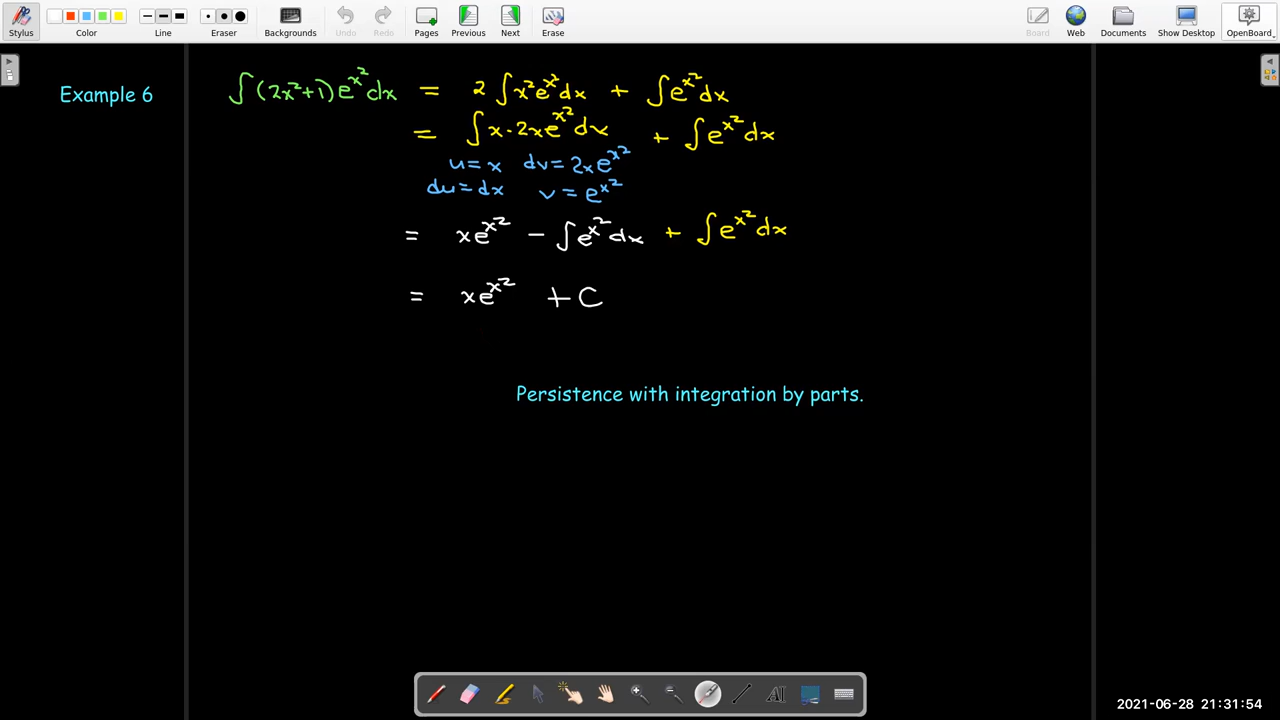 Stylus Color Line Eraser Backgrounds Undo Redo Pages Previous Next Erase Board Web Documents Show Desktop OpenBoard
Example 6
∫(2x²+1)e^{x²}dx = 2∫x²e^{x²}dx + ∫e^{x²}dx
= ∫x·2xe^{x²}dx + ∫e^{x²}dx
u=x dv=2xe^{x²}
du=dx v=e^{x²}
= xe^{x²} − ∫e^{x²}dx + ∫e^{x²}dx
= xe^{x²} + C
Persistence with integration by parts.
AI
2021-06-28 21:31:54